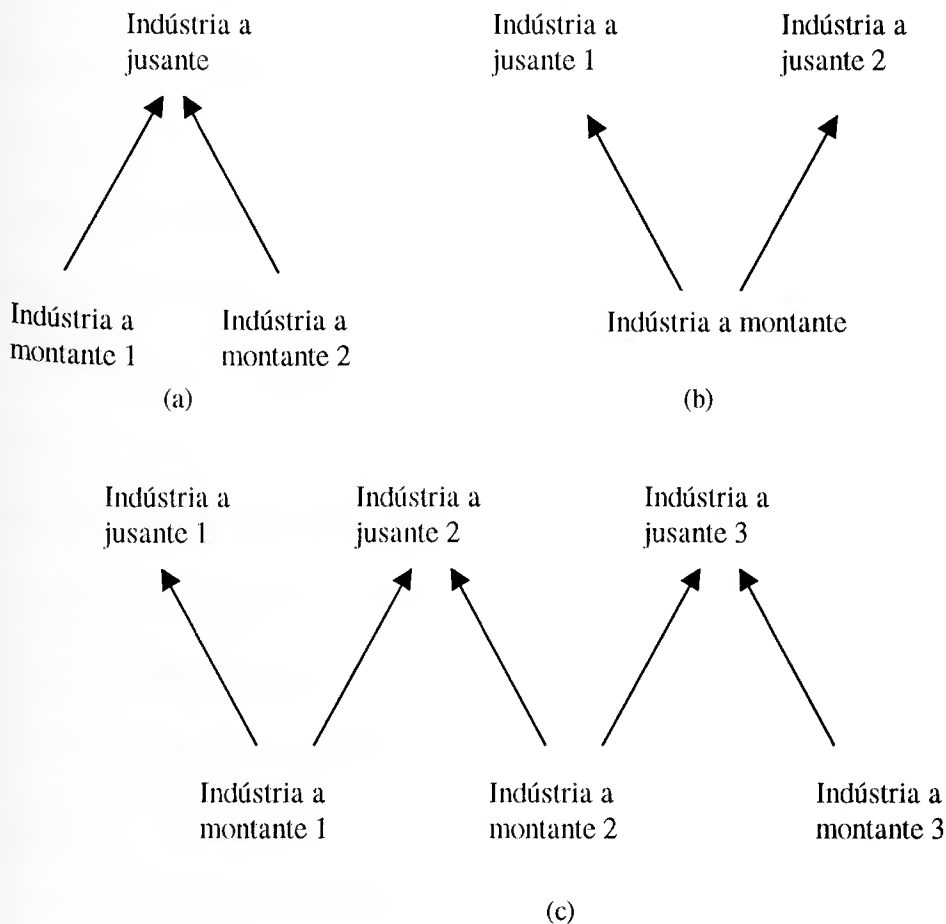 Indústria a
jusante
Indústria a
montante 1
Indústria a
montante 2
(a)
Indústria a
jusante 1
Indústria a
jusante 2
Indústria a montante
(b)
Indústria a
jusante 1
Indústria a
jusante 2
Indústria a
jusante 3
Indústria a
montante 1
Indústria a
montante 2
Indústria a
montante 3
(c)